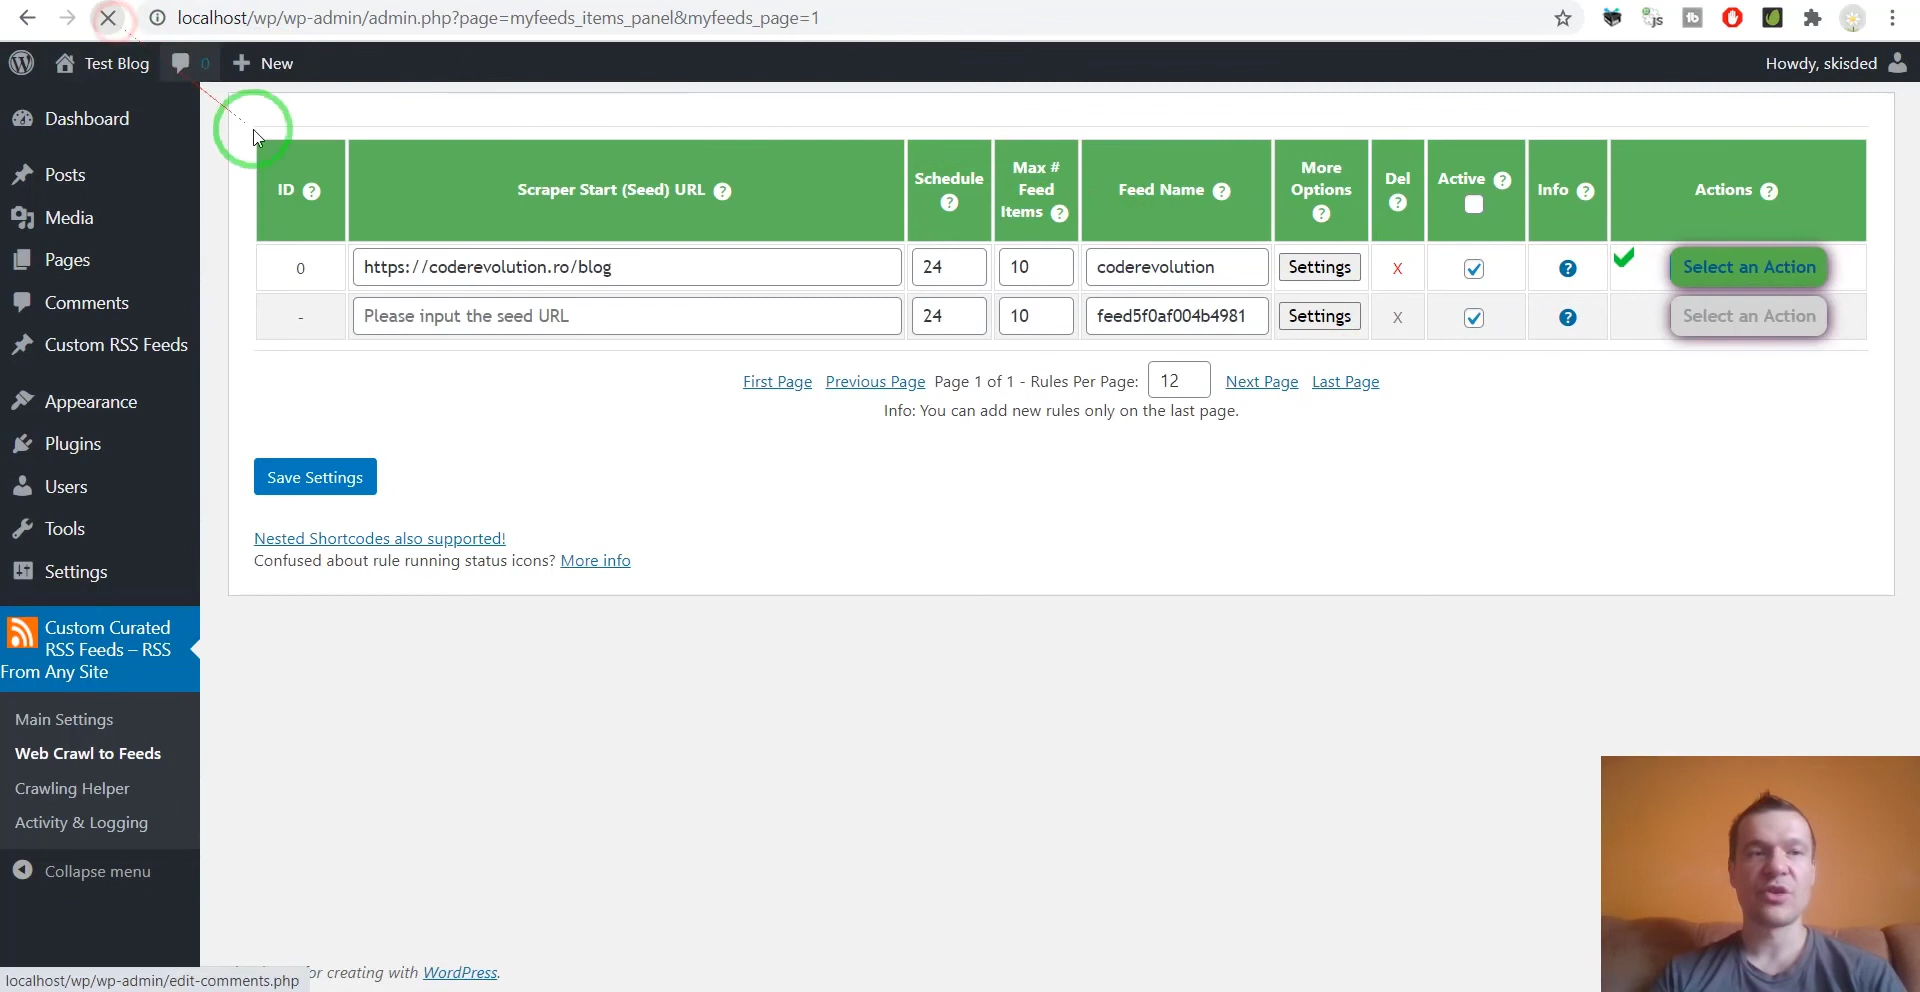 localhost/wp/wp-admin/admin.php?page=myfeeds_items_panel&myfeeds_page=1
Test Blog 0 New
Howdy, skisded
Dashboard
Posts
Media
Pages
Comments
Custom RSS Feeds
Appearance
Plugins
Users
Tools
Settings
Custom Curated
RSS Feeds – RSS
From Any Site
Main Settings
Web Crawl to Feeds
Crawling Helper
Activity & Logging
Collapse menu
ID ?
Scraper Start (Seed) URL ?
Schedule
?
Max #
Feed
Items ?
Feed Name ?
More
Options
?
Del
?
Active ?
Info ?
Actions ?
0 https://coderevolution.ro/blog 24 10 coderevolution Settings X ? Select an Action
- Please input the seed URL 24 10 feed5f0af004b4981 Settings X ? Select an Action
First Page Previous Page Page 1 of 1 - Rules Per Page: 12 Next Page Last Page
Info: You can add new rules only on the last page.
Save Settings
Nested Shortcodes also supported!
Confused about rule running status icons? More info
for creating with WordPress.
localhost/wp/wp-admin/edit-comments.php